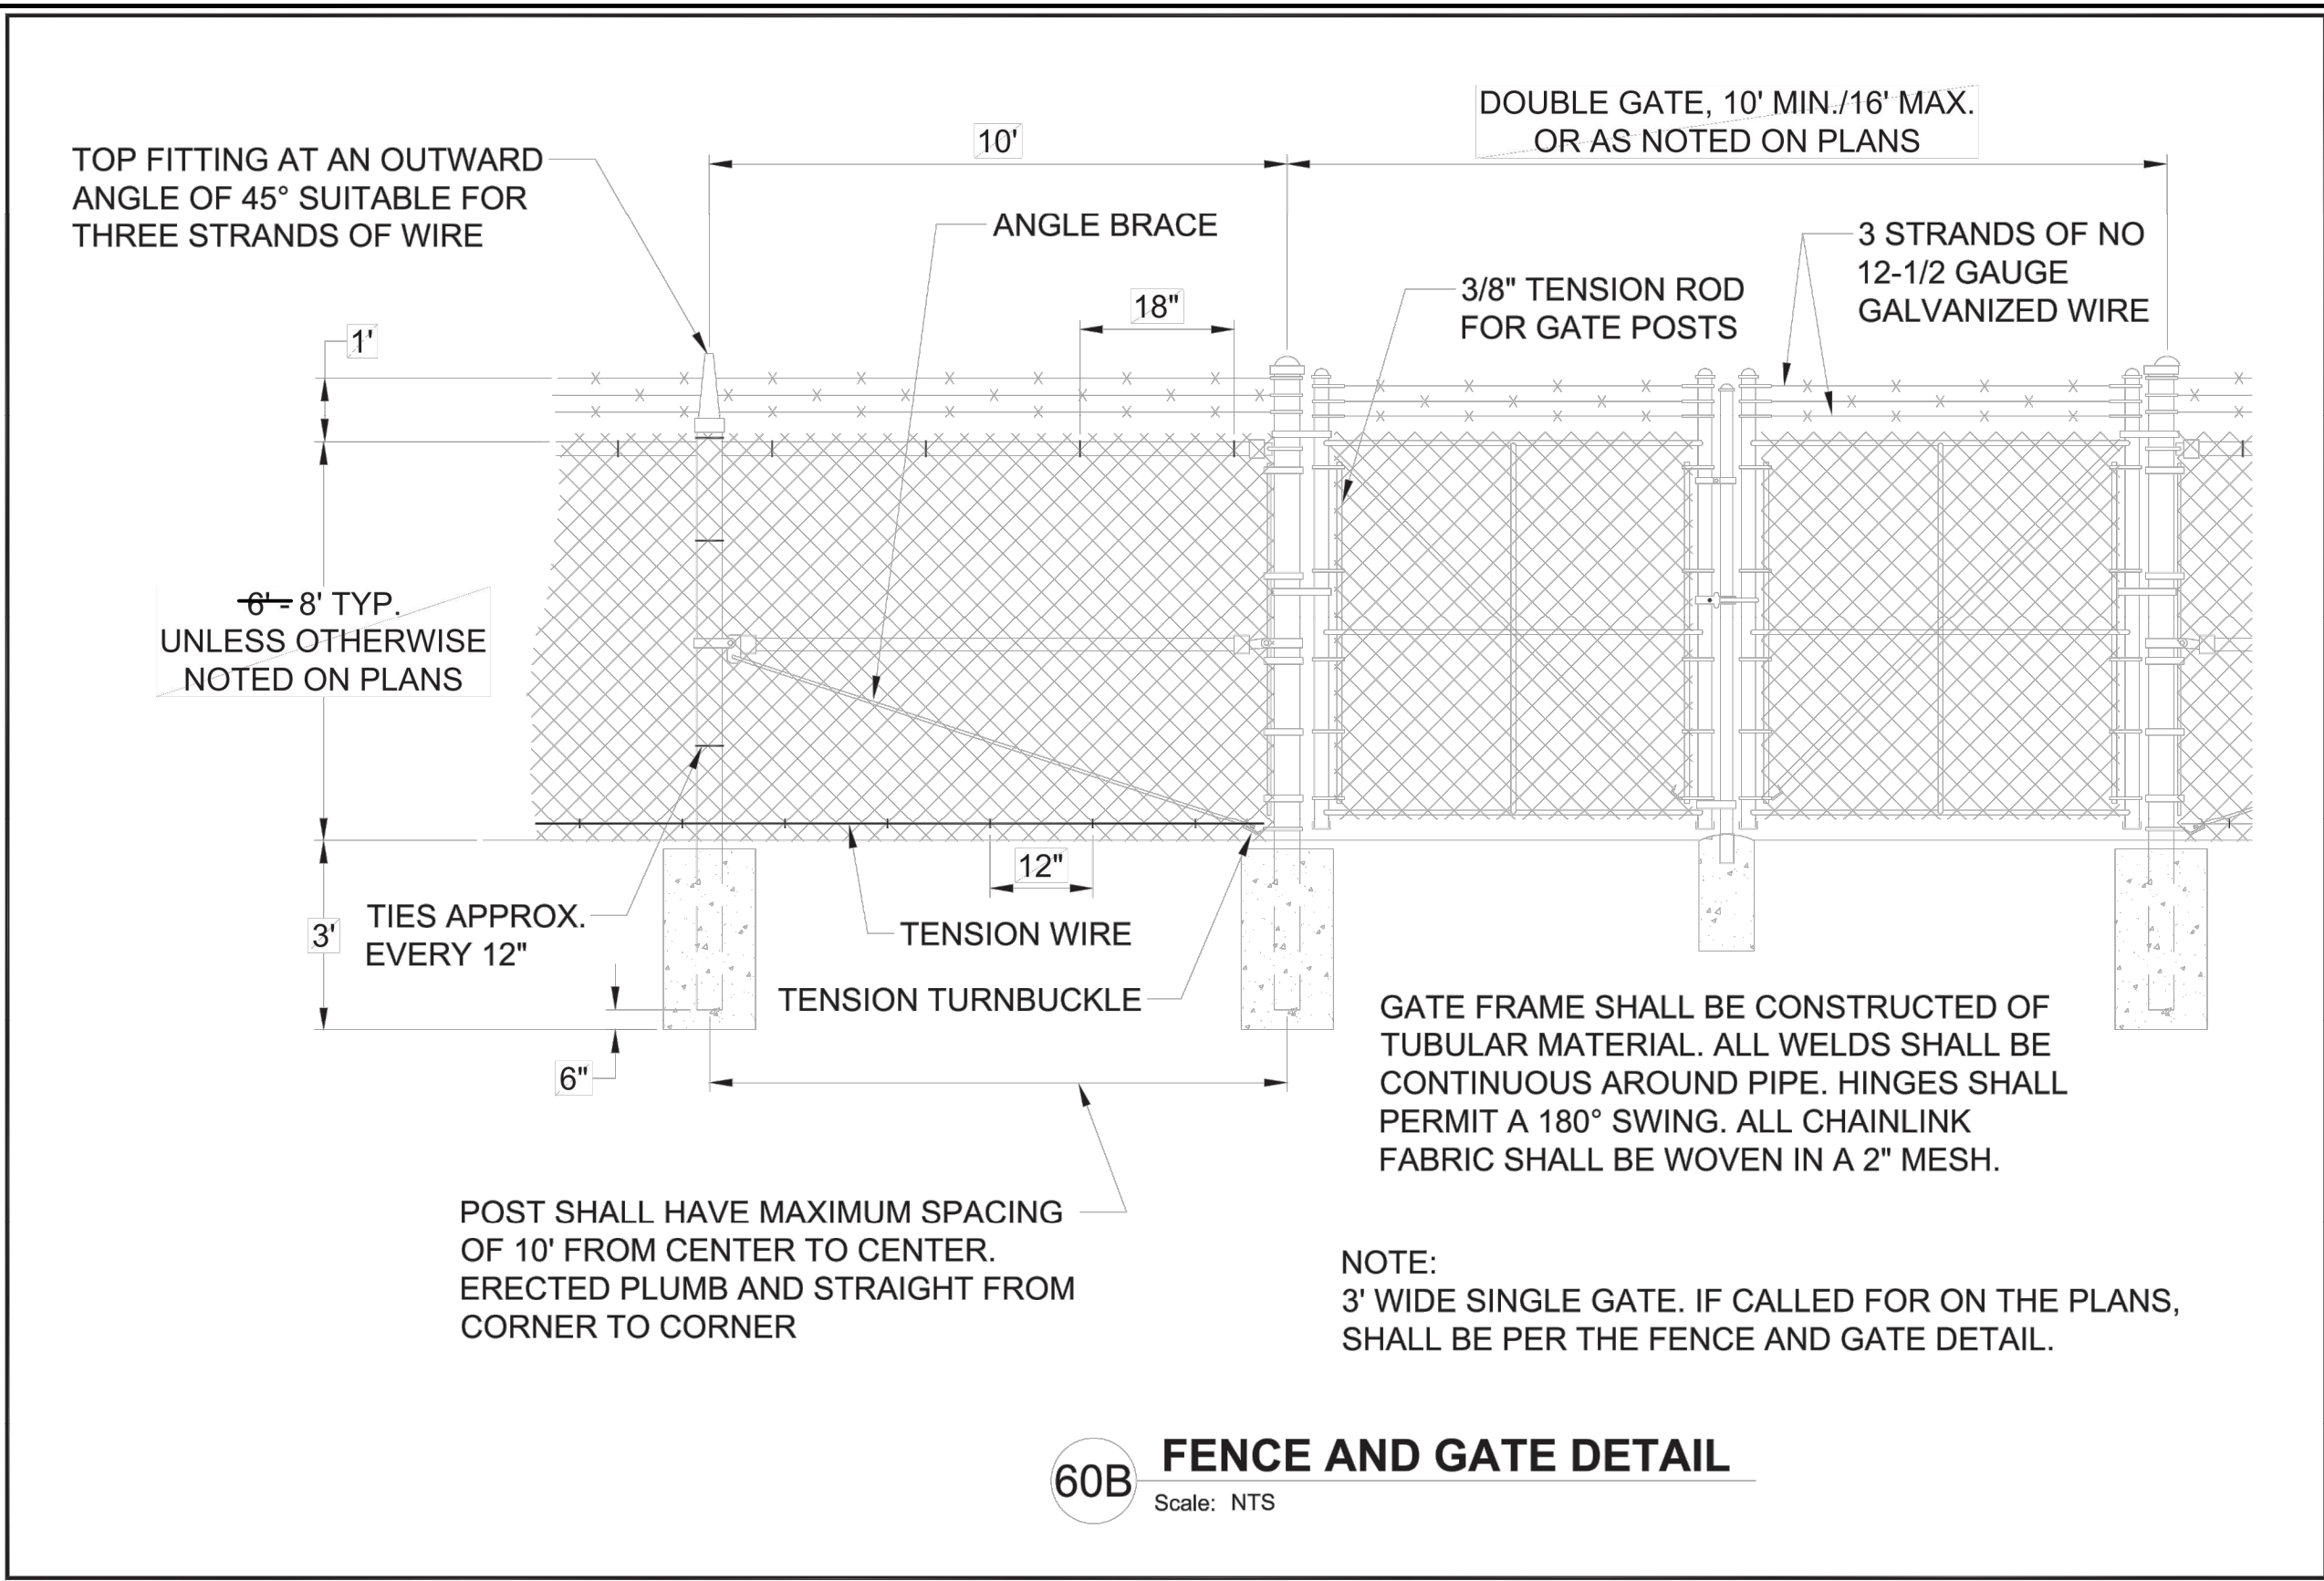 DOUBLE GATE, 10' MIN./16' MAX.
OR AS NOTED ON PLANS
10'
TOP FITTING AT AN OUTWARD
ANGLE OF 45° SUITABLE FOR
THREE STRANDS OF WIRE
ANGLE BRACE
3 STRANDS OF NO
12-1/2 GAUGE
GALVANIZED WIRE
3/8" TENSION ROD
FOR GATE POSTS
18"
1'
6' - 8' TYP.
UNLESS OTHERWISE
NOTED ON PLANS
12"
3'
TIES APPROX.
EVERY 12"
TENSION WIRE
TENSION TURNBUCKLE
6"
GATE FRAME SHALL BE CONSTRUCTED OF
TUBULAR MATERIAL. ALL WELDS SHALL BE
CONTINUOUS AROUND PIPE. HINGES SHALL
PERMIT A 180° SWING. ALL CHAINLINK
FABRIC SHALL BE WOVEN IN A 2" MESH.
POST SHALL HAVE MAXIMUM SPACING
OF 10' FROM CENTER TO CENTER.
ERECTED PLUMB AND STRAIGHT FROM
CORNER TO CORNER
NOTE:
3' WIDE SINGLE GATE. IF CALLED FOR ON THE PLANS,
SHALL BE PER THE FENCE AND GATE DETAIL.
60B
FENCE AND GATE DETAIL
Scale: NTS